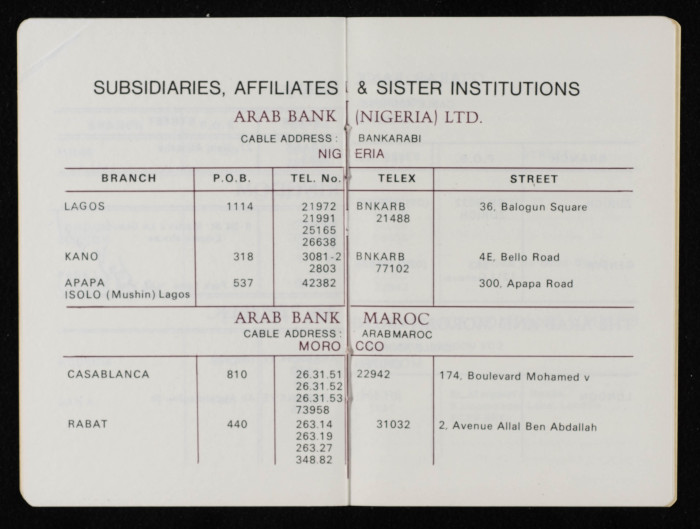 SUBSIDIARIES, AFFILIATES & SISTER INSTITUTIONS
ARAB BANK (NIGERIA) LTD.
CABLE ADDRESS : BANKARABI
NIGERIA
BRANCH P.O.B. TEL. No. TELEX STREET
LAGOS 1114 21972 BNKARB 36, Balogun Square
21991 21488
25165
26638
KANO 318 3081-2 BNKARB 4E, Bello Road
2803 77102
APAPA 537 42382 300, Apapa Road
ISOLO (Mushin) Lagos
ARAB BANK MAROC
CABLE ADDRESS : ARABMAROC
MOROCCO
CASABLANCA 810 26.31.51 22942 174, Boulevard Mohamed v
26.31.52
26.31.53
73958
RABAT 440 263.14 31032 2, Avenue Allal Ben Abdallah
263.19
263.27
348.82